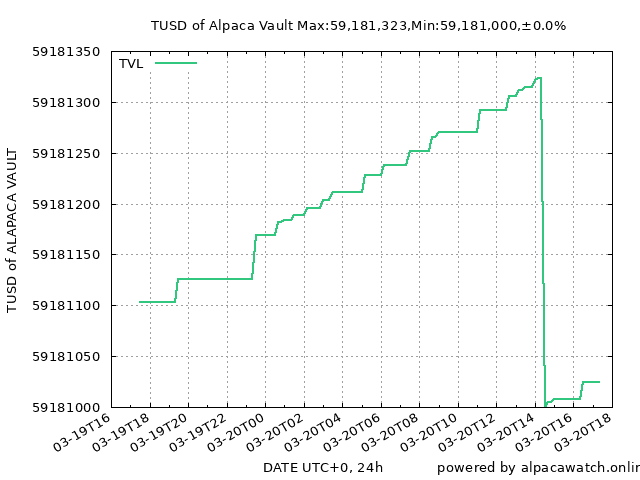 TUSD of Alpaca Vault Max:59,181,323,Min:59,181,000,±0.0%
TVL
59181350
59181300
59181250
59181200
59181150
59181100
59181050
59181000
TUSD of ALAPACA VAULT
03-19T16
03-19T18
03-19T20
03-19T22
03-20T00
03-20T02
03-20T04
03-20T06
03-20T08
03-20T10
03-20T12
03-20T14
03-20T16
03-20T18
DATE UTC+0, 24h
powered by alpacawatch.onlin